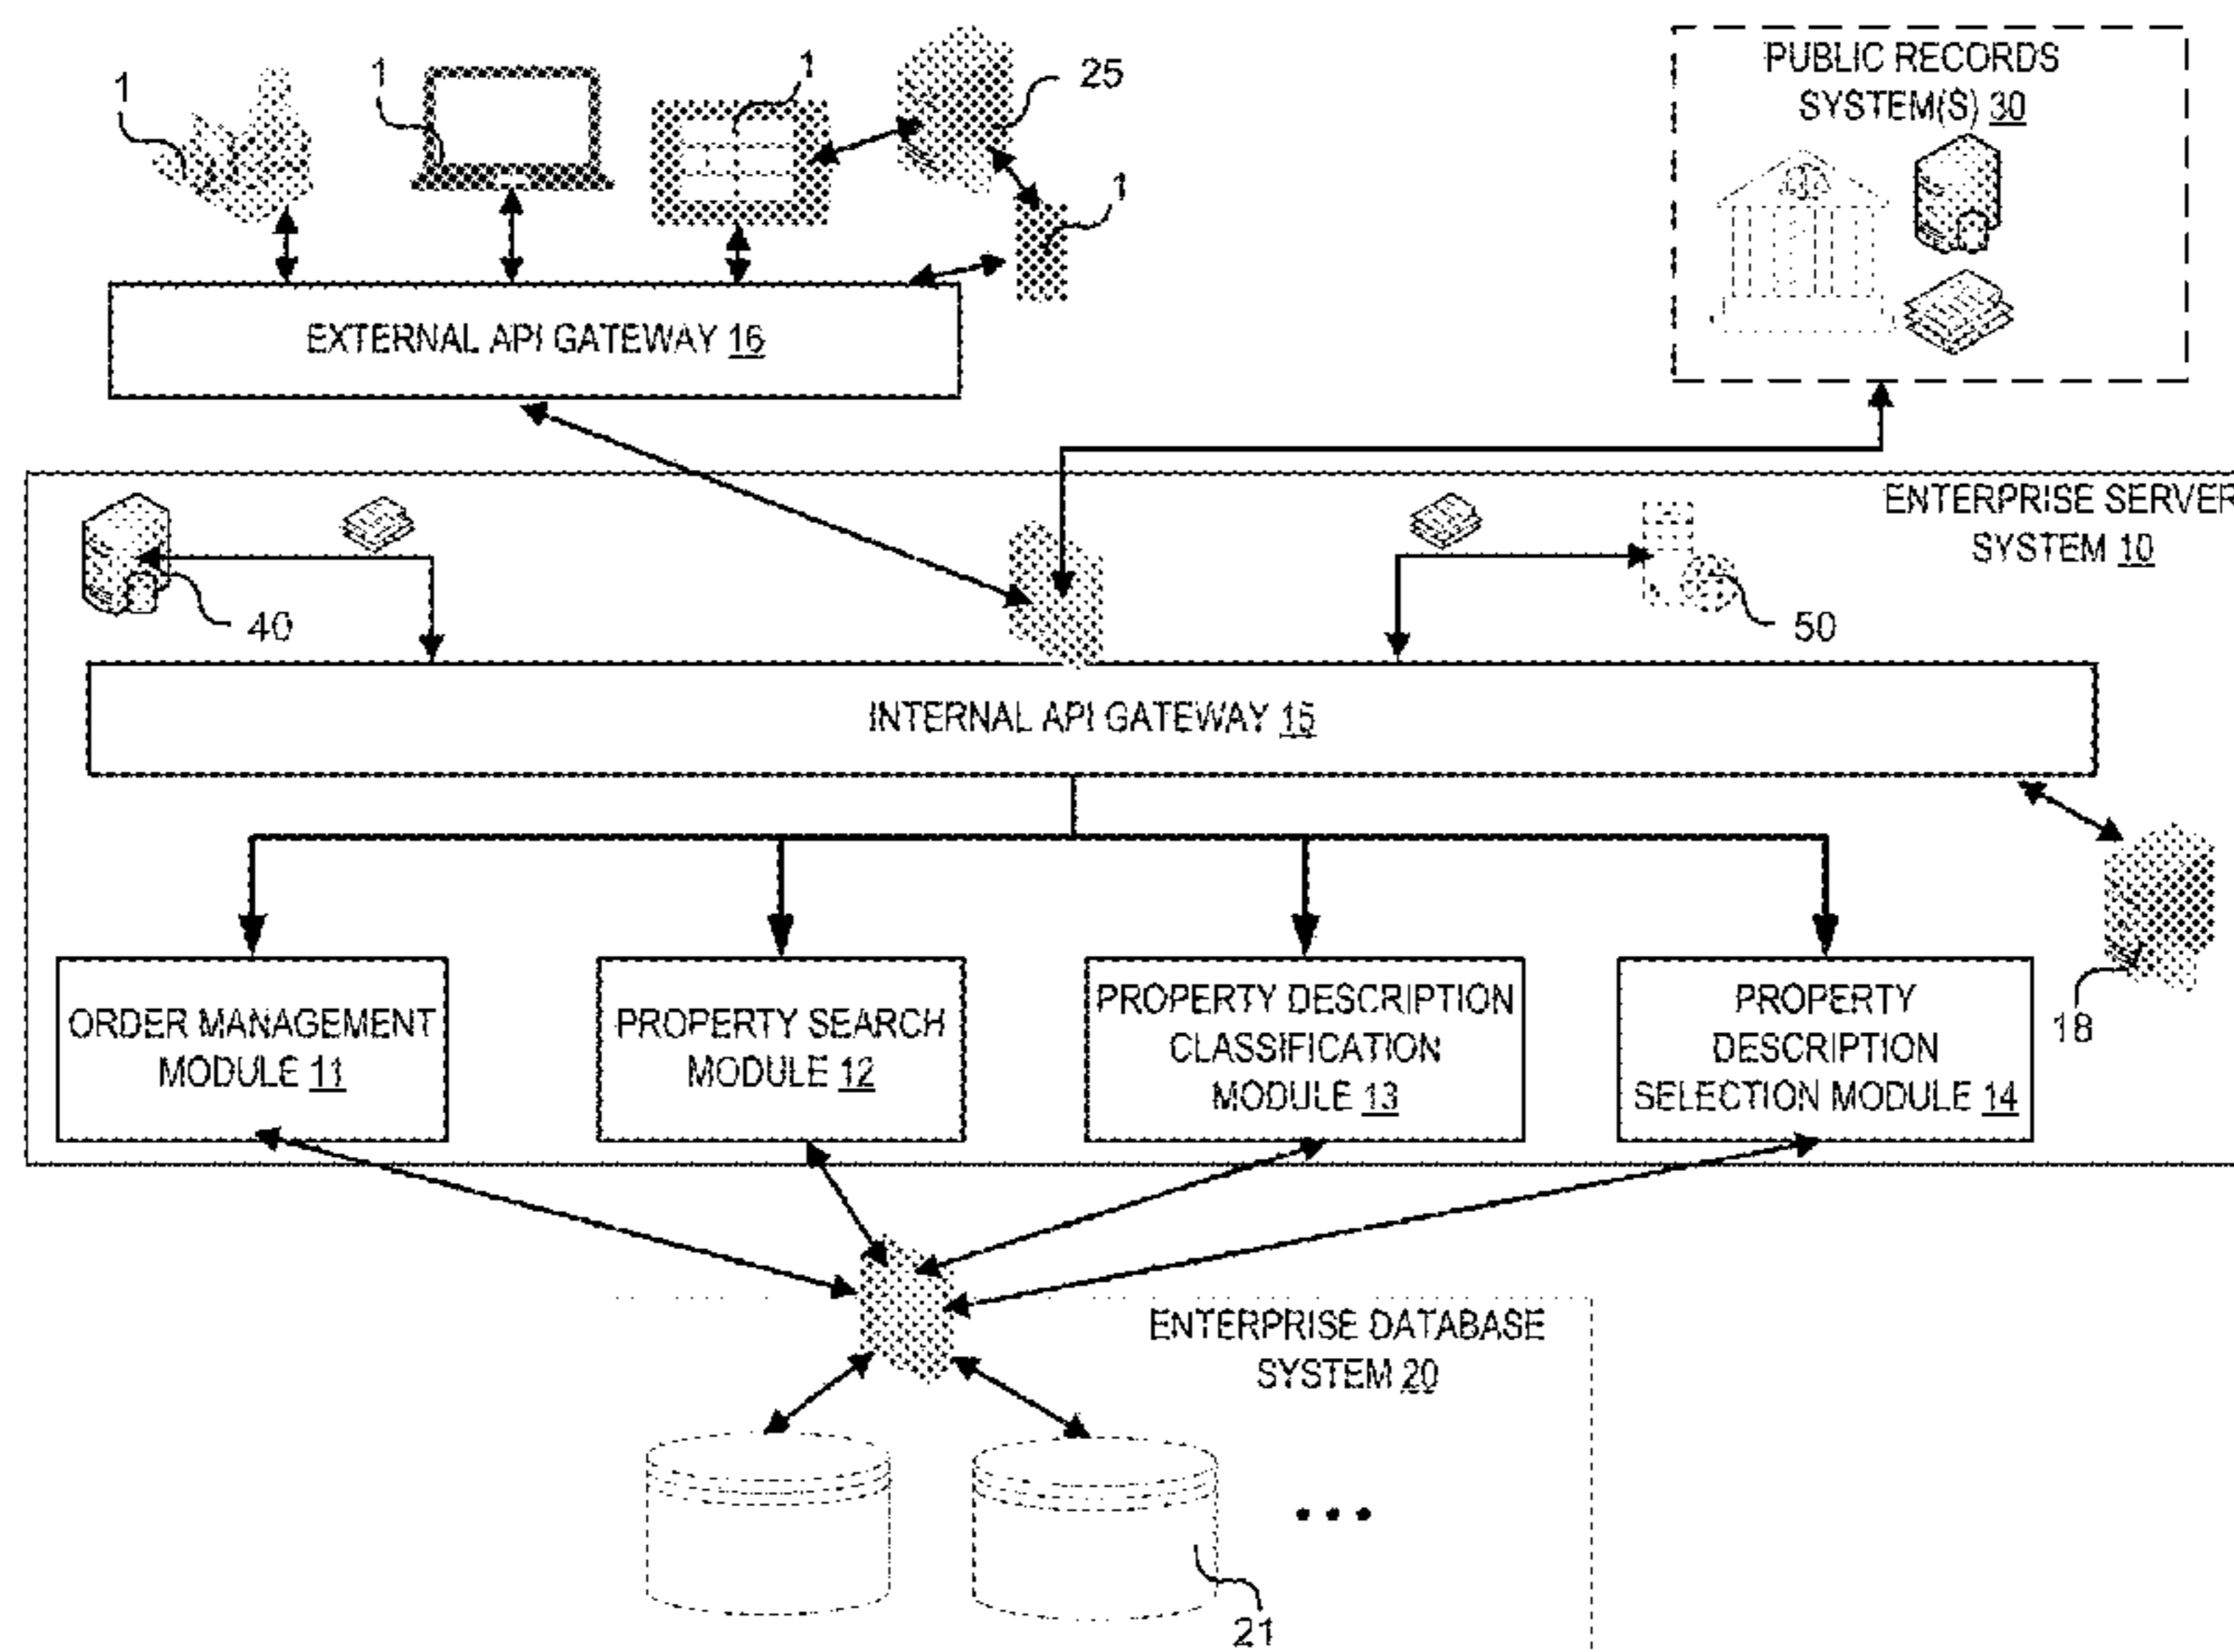 1
1
1
25
1
PUBLIC RECORDS
SYSTEM(S) 30
EXTERNAL API GATEWAY 16
ENTERPRISE SERVER
SYSTEM 10
40
50
INTERNAL API GATEWAY 15
18
ORDER MANAGEMENT
MODULE 11
PROPERTY SEARCH
MODULE 12
PROPERTY DESCRIPTION
CLASSIFICATION
MODULE 13
PROPERTY
DESCRIPTION
SELECTION MODULE 14
ENTERPRISE DATABASE
SYSTEM 20
21